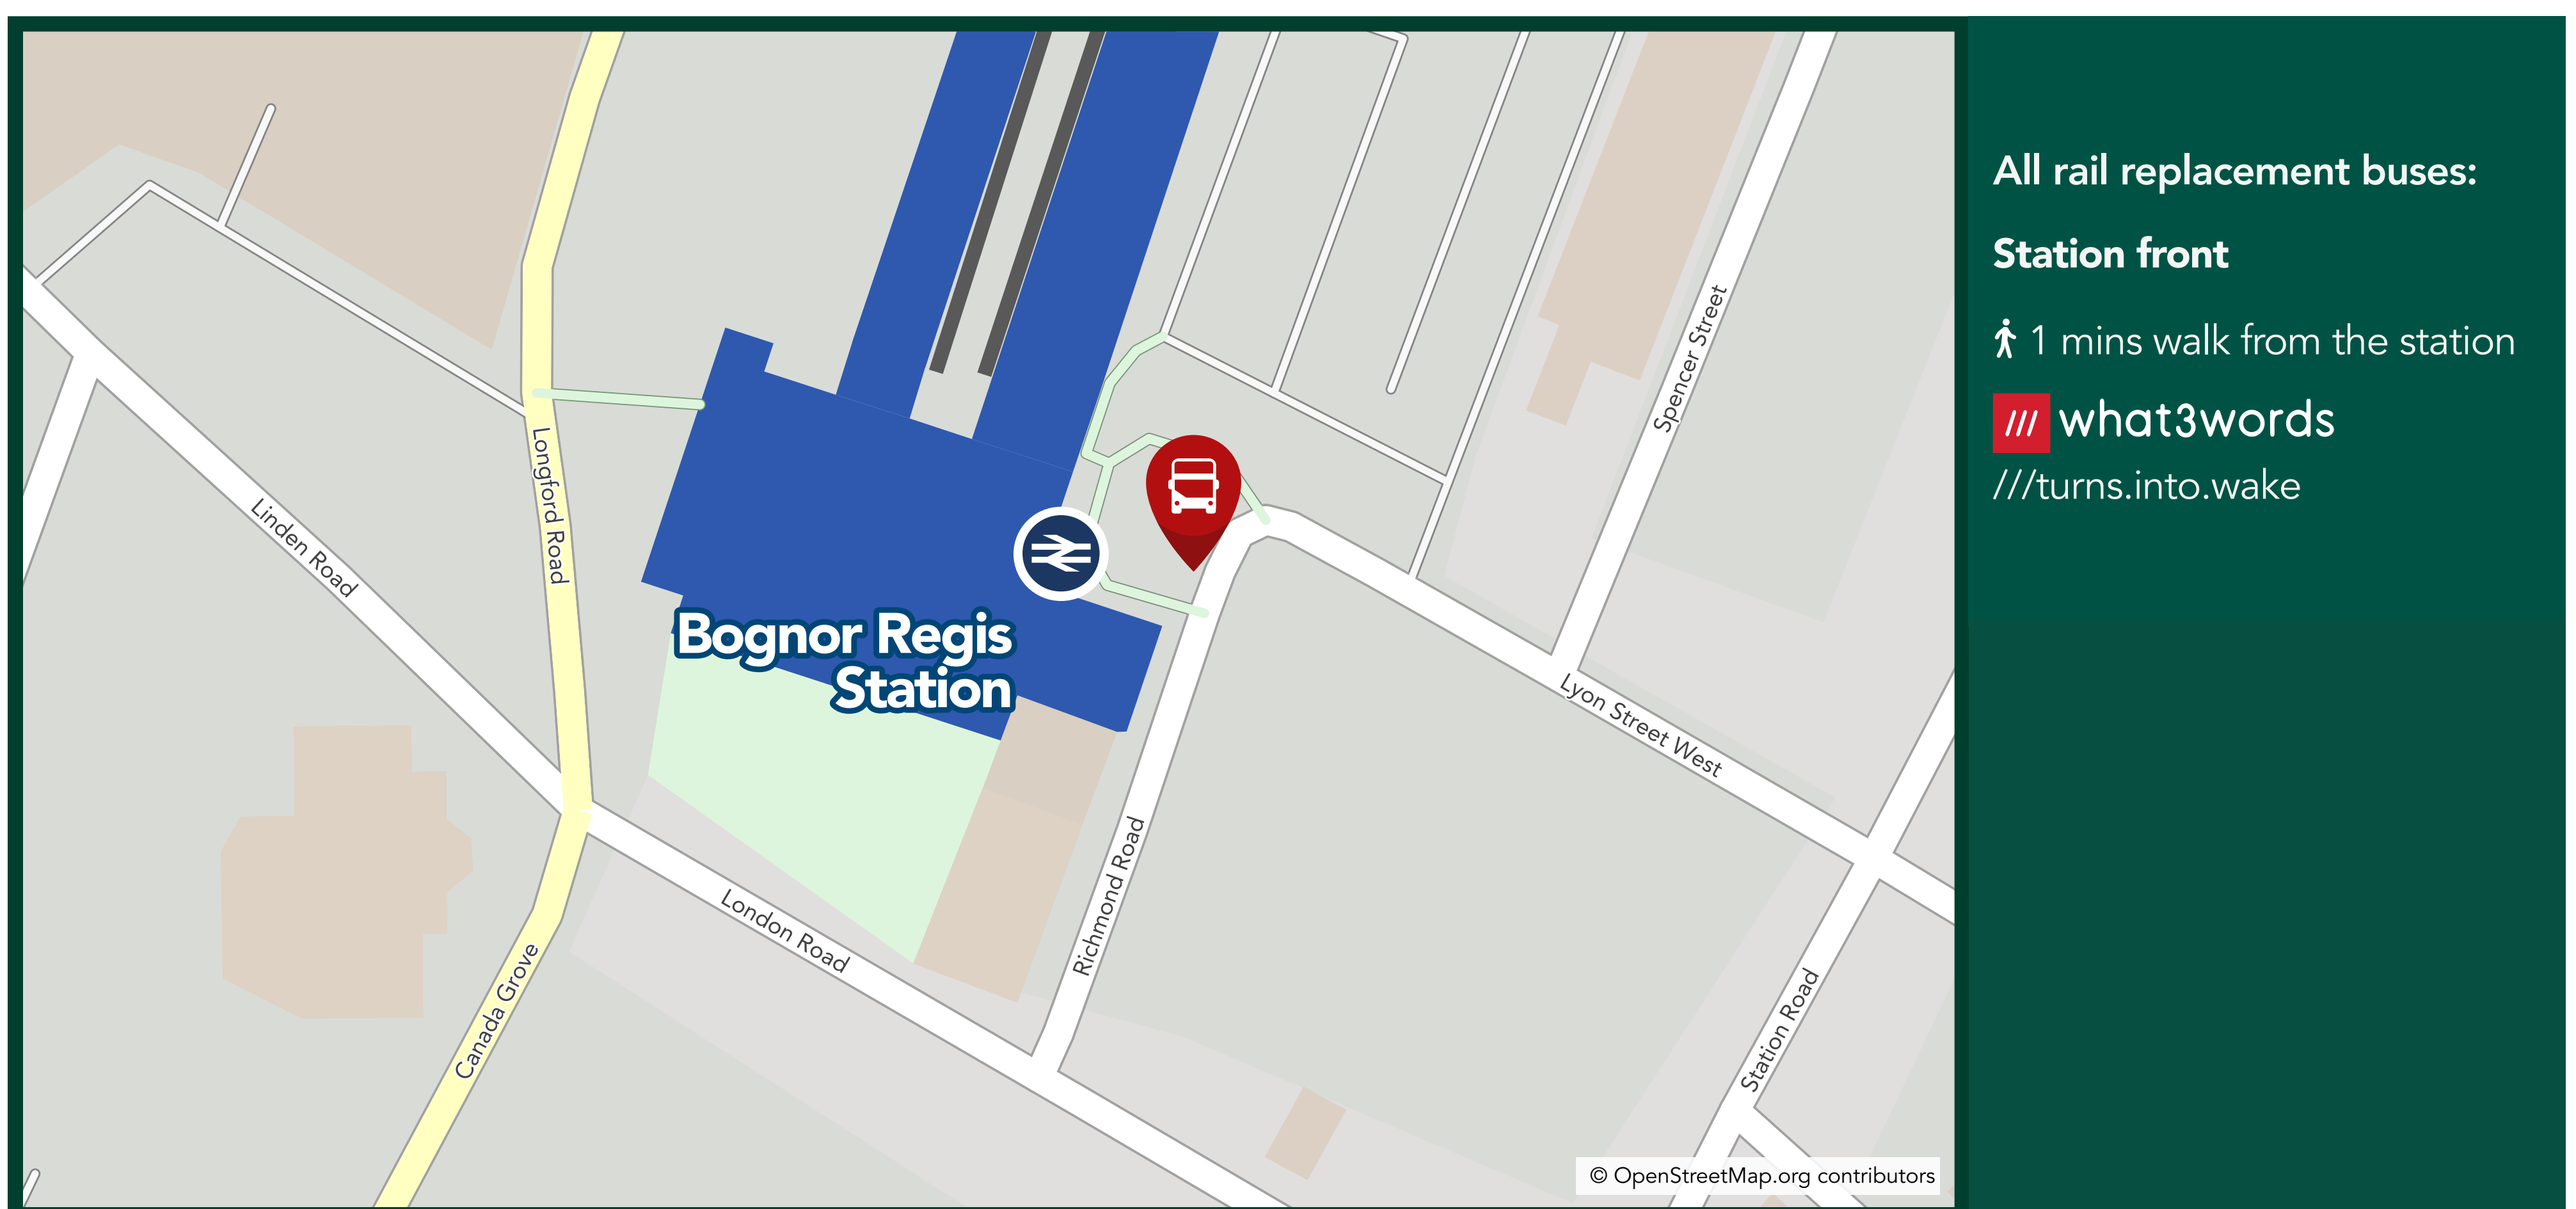 All rail replacement buses:
Station front
1 mins walk from the station
what3words
///turns.into.wake
Spencer Street
Longford Road
Linden Road
Bognor Regis
Station
Lyon Street West
Richmond Road
London Road
Canada Grove
Station Road
© OpenStreetMap.org contributors